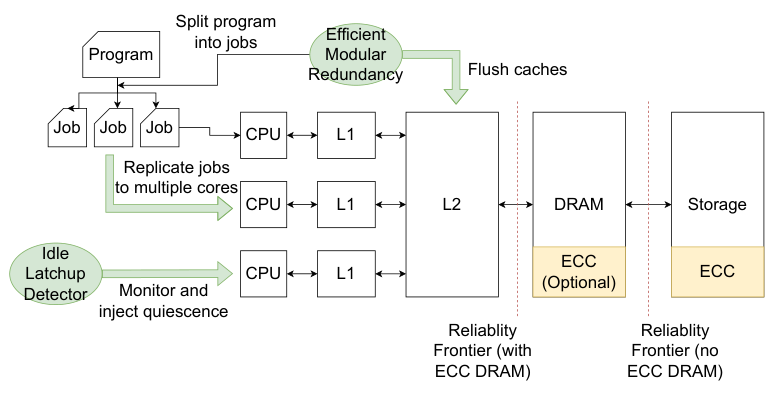 Split program
into jobs
Program
Efficient
Modular
Redundancy
Flush caches
Job
Job
Job
CPU
L1
Replicate jobs
to multiple cores
CPU
L1
L2
DRAM
Storage
Idle
Latchup
Detector
CPU
L1
ECC
(Optional)
ECC
Monitor and
inject quiescence
Reliablity
Frontier (with
ECC DRAM)
Reliablity
Frontier (no
ECC DRAM)